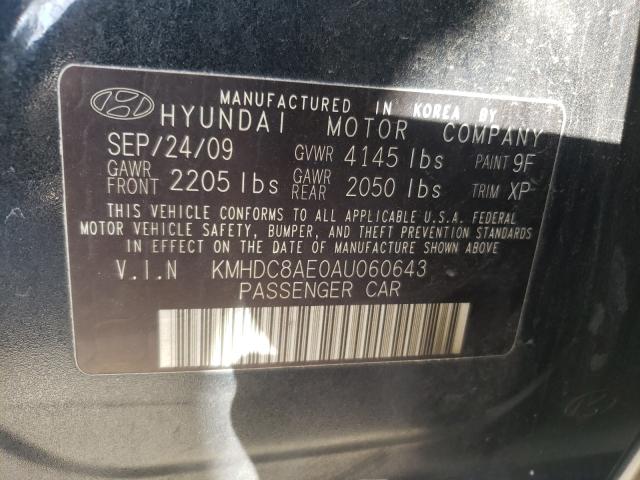 MANUFACTURED IN KOREA BY
HYUNDAI MOTOR COMPANY
SEP/24/09 GVWR 4145 lbs PAINT 9F
GAWR FRONT 2205 lbs GAWR REAR 2050 lbs TRIM XP
THIS VEHICLE CONFORMS TO ALL APPLICABLE U.S.A. FEDERAL
MOTOR VEHICLE SAFETY, BUMPER, AND THEFT PREVENTION STANDARDS
IN EFFECT ON THE DATE OF MANUFACTURE SHOWN ABOVE
V.I.N KMHDC8AE0AU060643
PASSENGER CAR